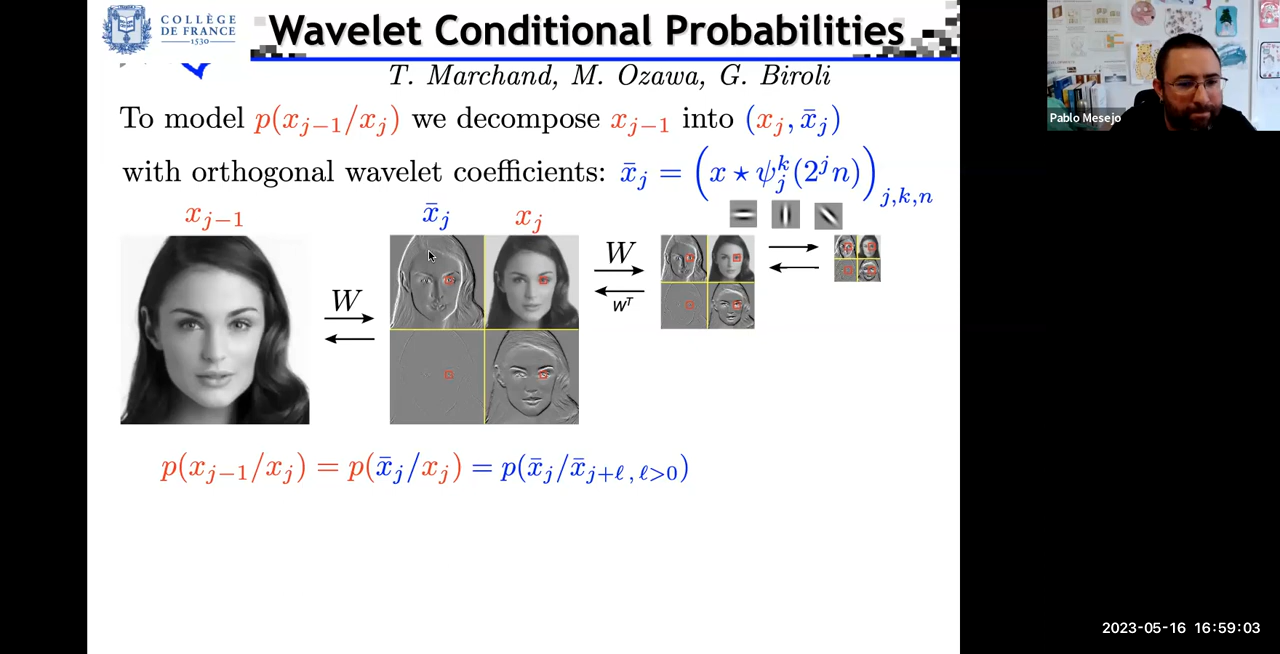 COLLÈGE
DE FRANCE
1530
Wavelet Conditional Probabilities
T. Marchand, M. Ozawa, G. Biroli
To model p(x_{j−1}/x_j) we decompose x_{j−1} into (x_j, x̄_j)
with orthogonal wavelet coefficients: x̄_j = (x ⋆ ψ_j^k(2^j n))_{j,k,n}
x_{j−1}
x̄_j
x_j
W
W
W^T
p(x_{j−1}/x_j) = p(x̄_j/x_j) = p(x̄_j/x̄_{j+ℓ, ℓ>0})
Pablo Mesejo
2023-05-16 16:59:03